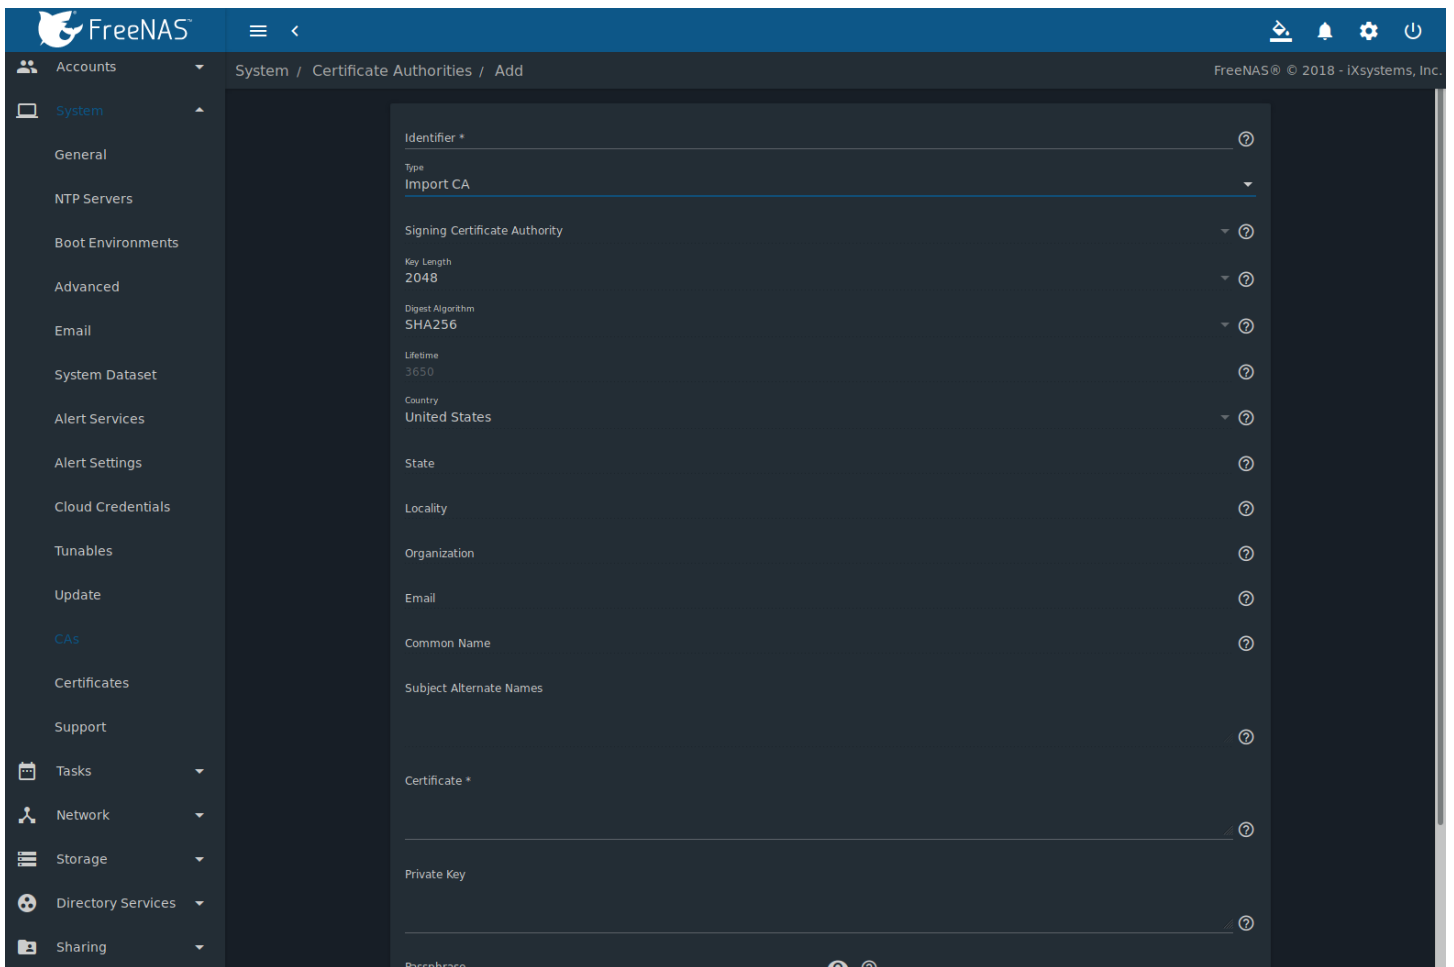 FreeNAS™
System / Certificate Authorities / Add
FreeNAS® © 2018 - iXsystems, Inc.
Accounts
System
General
NTP Servers
Boot Environments
Advanced
Email
System Dataset
Alert Services
Alert Settings
Cloud Credentials
Tunables
Update
CAs
Certificates
Support
Tasks
Network
Storage
Directory Services
Sharing
Identifier *
Type
Import CA
Signing Certificate Authority
Key Length
2048
Digest Algorithm
SHA256
Lifetime
3650
Country
United States
State
Locality
Organization
Email
Common Name
Subject Alternate Names
Certificate *
Private Key
Passphrase